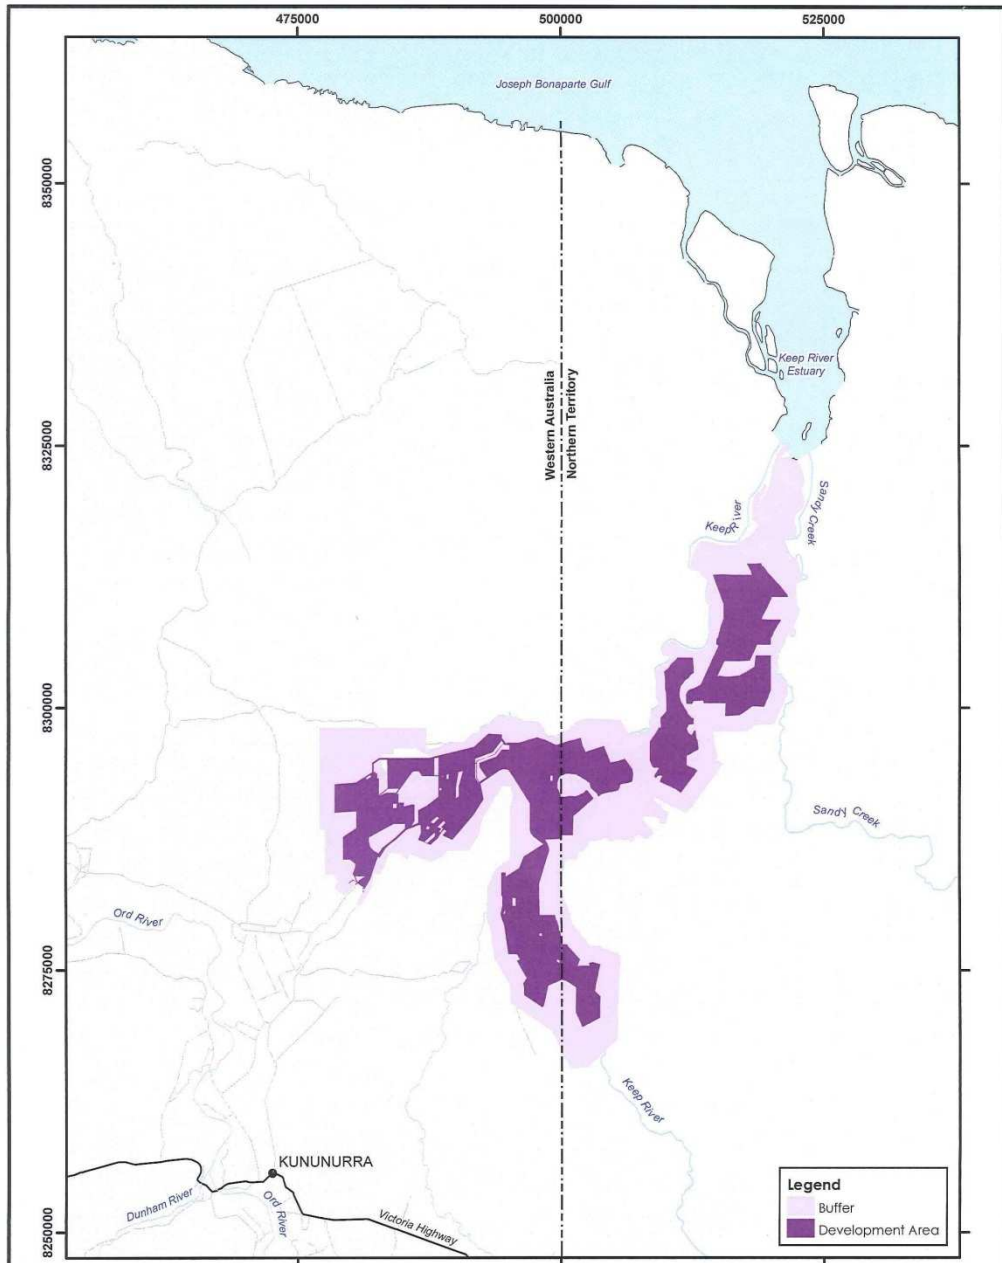 475000
500000
525000
Joseph Bonaparte Gulf
8350000
Keep River
Estuary
Western Australia
Northern Territory
8325000
Keep River
Sandy Creek
8300000
Sandy Creek
Ord River
8275000
Keep River
KUNUNURRA
Dunham River
Ord River
Victoria Highway
8250000
Legend
Buffer
Development Area